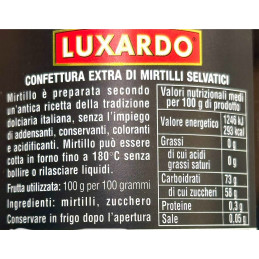 LUXARDO
CONFETTURA EXTRA DI MIRTILLI SELVATICI
Mirtillo è preparata secondo
un'antica ricetta della tradizione
dolciaria italiana, senza l'impiego
di addensanti, conservanti, coloranti
e acidificanti. Mirtillo può essere
cotta in forno fino a 180°C senza
bollire o rilasciare liquidi.
Frutta utilizzata: 100 g per 100 grammi
Ingredienti: mirtilli, zucchero
Conservare in frigo dopo l'apertura
Valori nutrizionali medi
per 100 g di prodotto
Valore energetico 1246 kJ
293 kcal
Grassi 0 g
di cui acidi
grassi saturi 0 g
Carboidrati 73 g
di cui zuccheri 58 g
Proteine 0,3 g
Sale 0,05 g